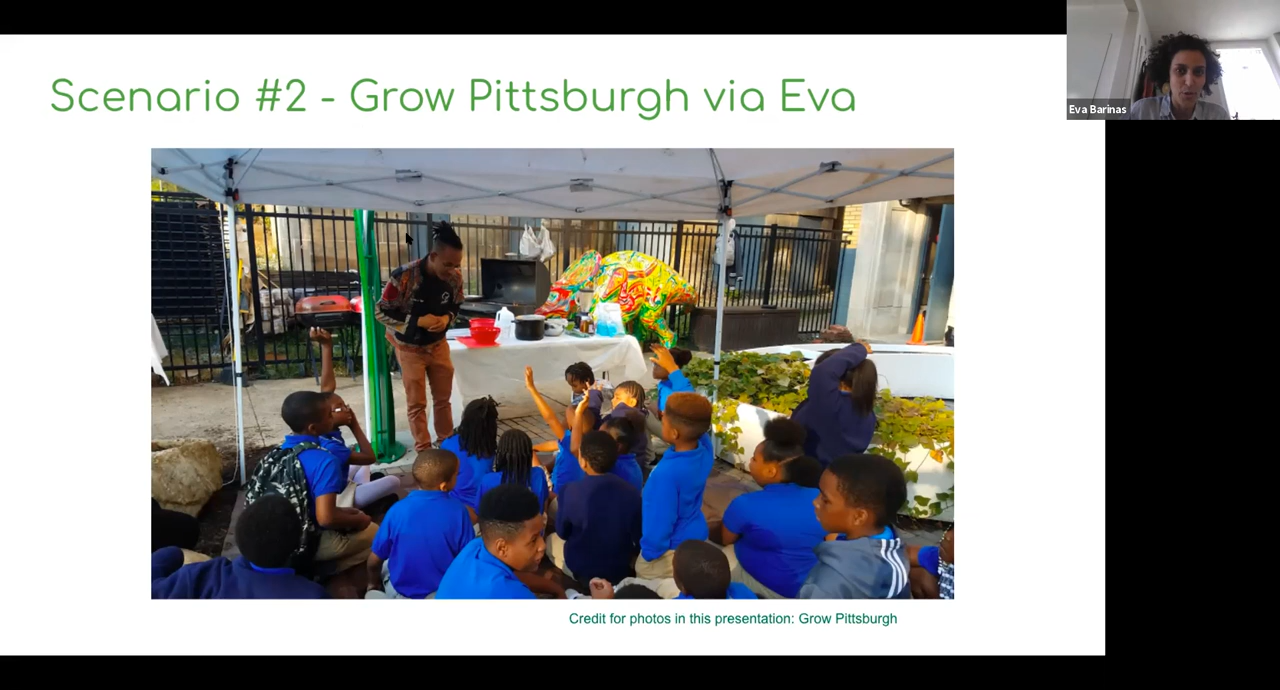 Scenario #2 - Grow Pittsburgh via Eva
Eva Barinas
Credit for photos in this presentation: Grow Pittsburgh